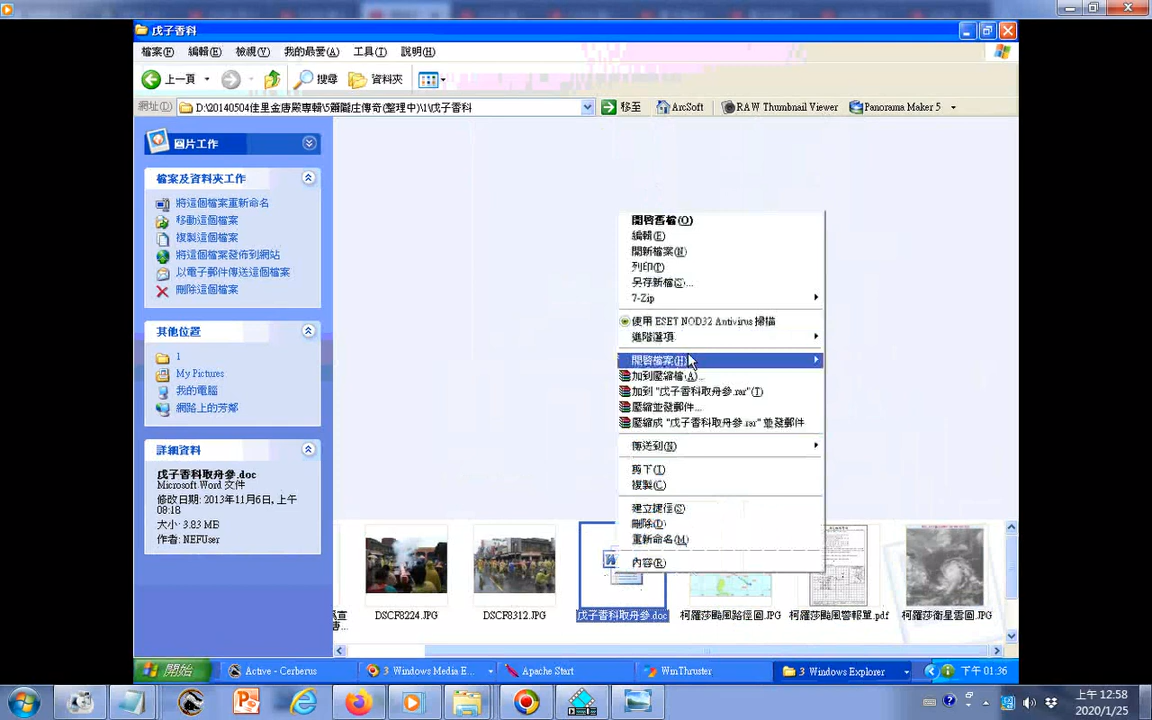 戊子香科
檔案(F) 編輯(E) 檢視(V) 我的最愛(A) 工具(T) 說明(H)
上一頁 搜尋 資料夾
網址(D) D:\20140504佳里金唐殿專輯\5蕭壠庄傳奇(整理中)\1\戊子香科 移至 ArcSoft RAW Thumbnail Viewer Panorama Maker 5
圖片工作
檔案及資料夾工作
將這個檔案重新命名
移動這個檔案
複製這個檔案
將這個檔案發佈到網站
以電子郵件傳送這個檔案
刪除這個檔案
其他位置
1
My Pictures
我的電腦
網路上的芳鄰
詳細資料
戊子香科取舟參.doc
Microsoft Word 文件
修改日期: 2013年11月6日, 上午
08:18
大小: 3.83 MB
作者: NEFUser
開啓舊檔(O)
編輯(E)
開新檔案(N)
列印(P)
另存新檔(C)...
7-Zip
使用 ESET NOD32 Antivirus 掃描
進階選項
開啓檔案(H)
加到壓縮檔(A)...
加到 "戊子香科取舟參.rar"(T)
壓縮並發郵件...
壓縮成 "戊子香科取舟參.rar" 並發郵件
傳送到(N)
剪下(T)
複製(C)
建立捷徑(S)
刪除(D)
重新命名(M)
內容(R)
DSCF8224.JPG DSCF8312.JPG 戊子香科取舟參.doc 柯羅莎颱風路徑圖.JPG 柯羅莎颱風警報單.pdf 柯羅莎衛星雲圖.JPG
開始 Active - Cerberus 3 Windows Media E... Apache Start WinThruster 3 Windows Explorer 下午 01:36
上午 12:58
2020/1/25